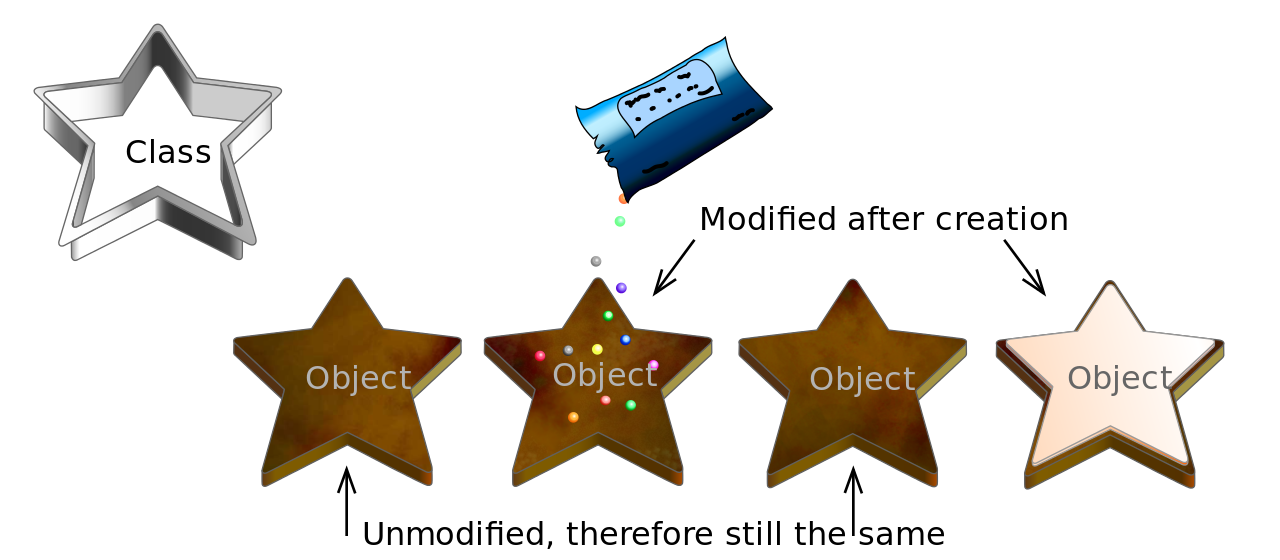 Class
Modified after creation
Object
Object
Object
Object
Unmodified, therefore still the same